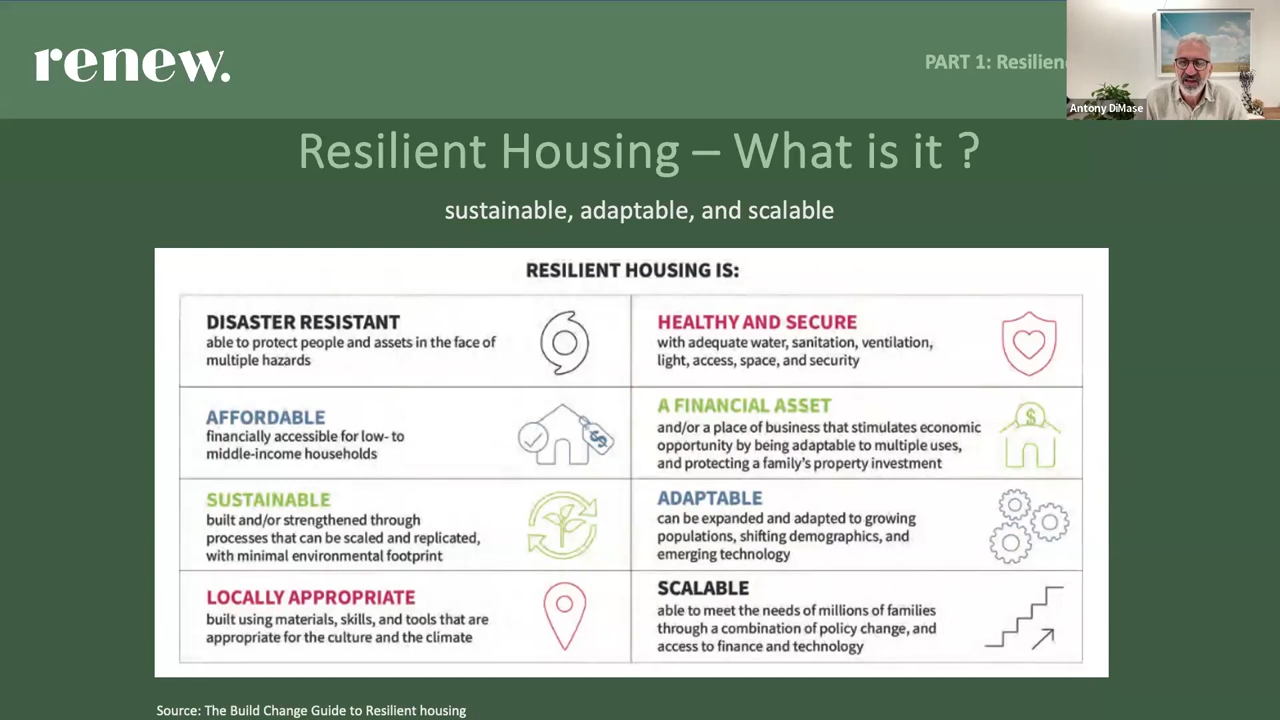 renew.
PART 1: Resilien
Antony DiMase
Resilient Housing – What is it ?
sustainable, adaptable, and scalable
RESILIENT HOUSING IS:
DISASTER RESISTANT
able to protect people and assets in the face of
multiple hazards
HEALTHY AND SECURE
with adequate water, sanitation, ventilation,
light, access, space, and security
AFFORDABLE
financially accessible for low- to
middle-income households
$
A FINANCIAL ASSET
and/or a place of business that stimulates economic
opportunity by being adaptable to multiple uses,
and protecting a family's property investment
$
SUSTAINABLE
built and/or strengthened through
processes that can be scaled and replicated,
with minimal environmental footprint
ADAPTABLE
can be expanded and adapted to growing
populations, shifting demographics, and
emerging technology
LOCALLY APPROPRIATE
built using materials, skills, and tools that are
appropriate for the culture and the climate
SCALABLE
able to meet the needs of millions of families
through a combination of policy change, and
access to finance and technology
Source: The Build Change Guide to Resilient housing